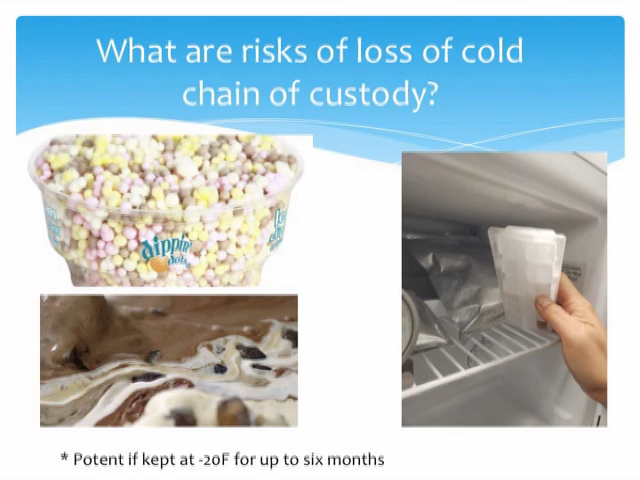 What are risks of loss of cold
chain of custody?
dippin'
dots
* Potent if kept at -20F for up to six months